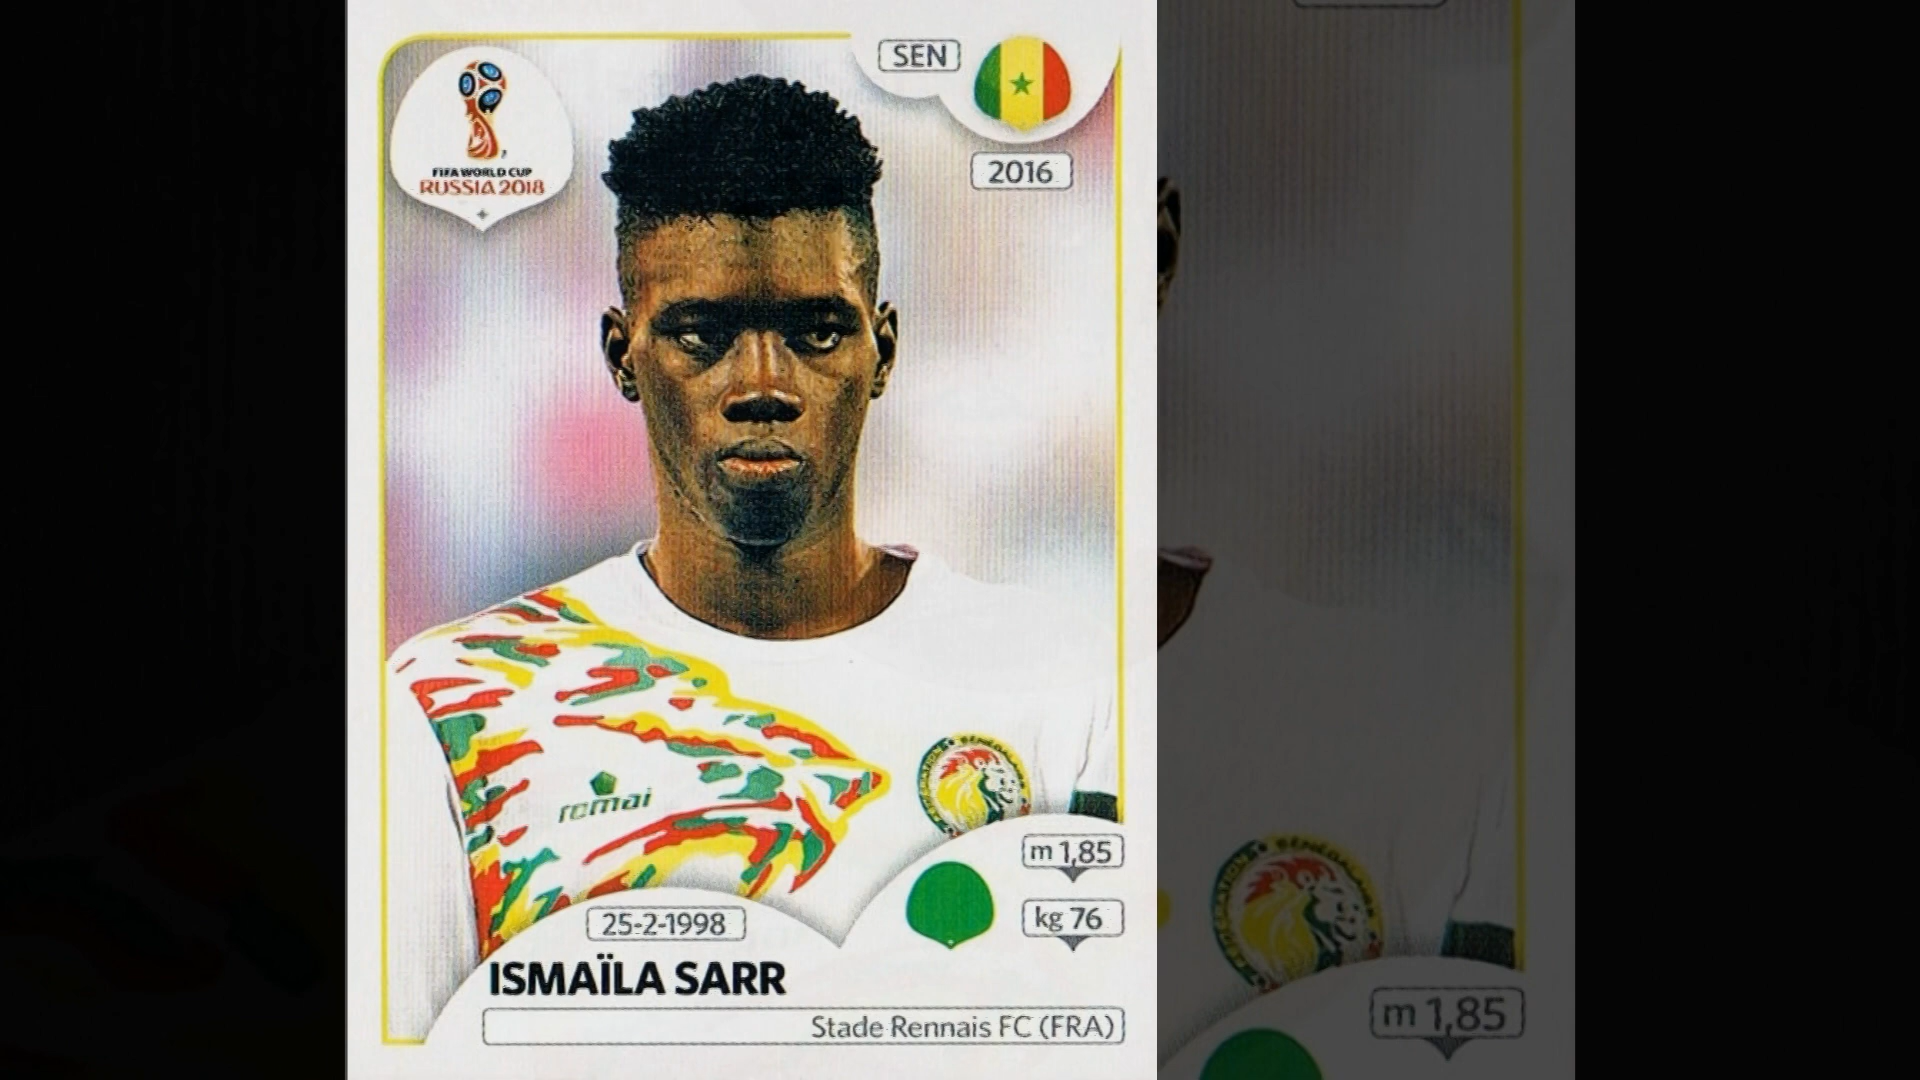 SEN
2016
FIFA WORLD CUP
RUSSIA 2018
romai
m 1,85
kg 76
25-2-1998
ISMAÏLA SARR
Stade Rennais FC (FRA)
m 1,85